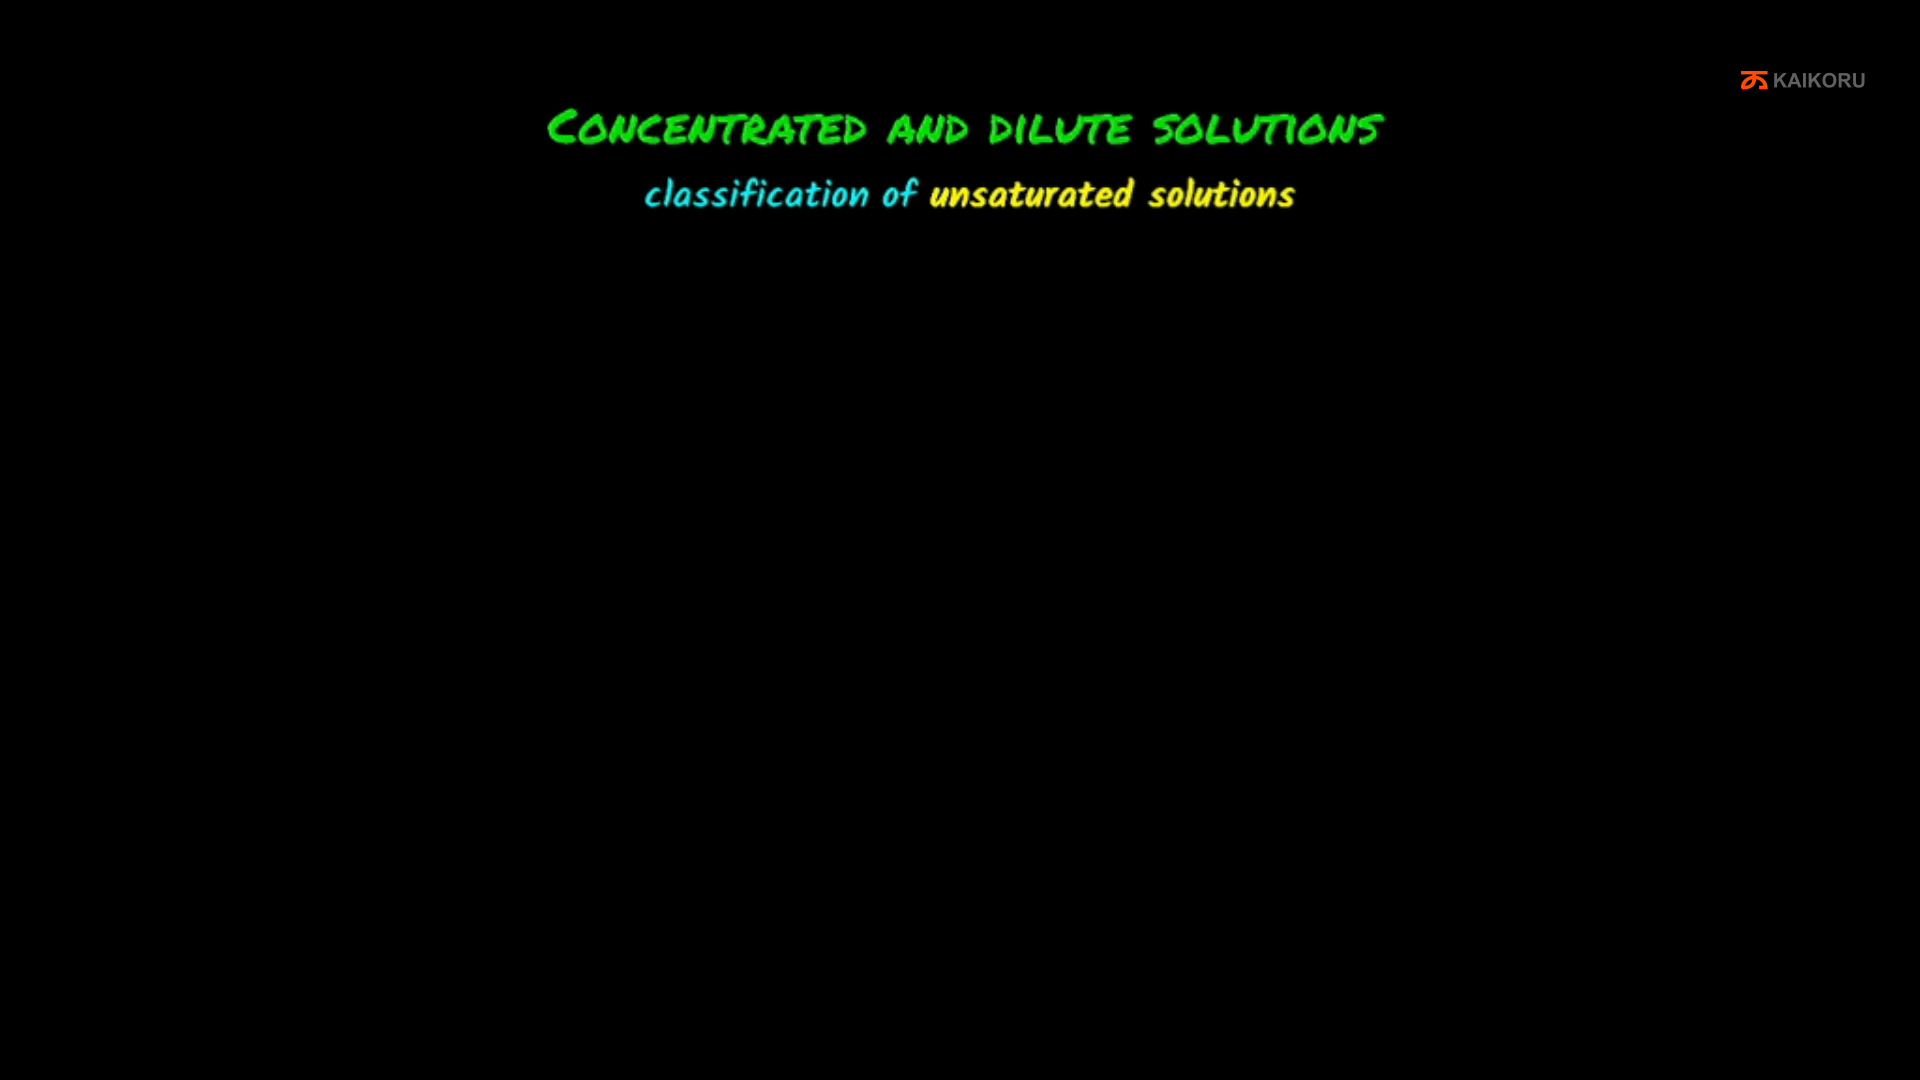 KAIKORU
Concentrated and dilute solutions
classification of unsaturated solutions